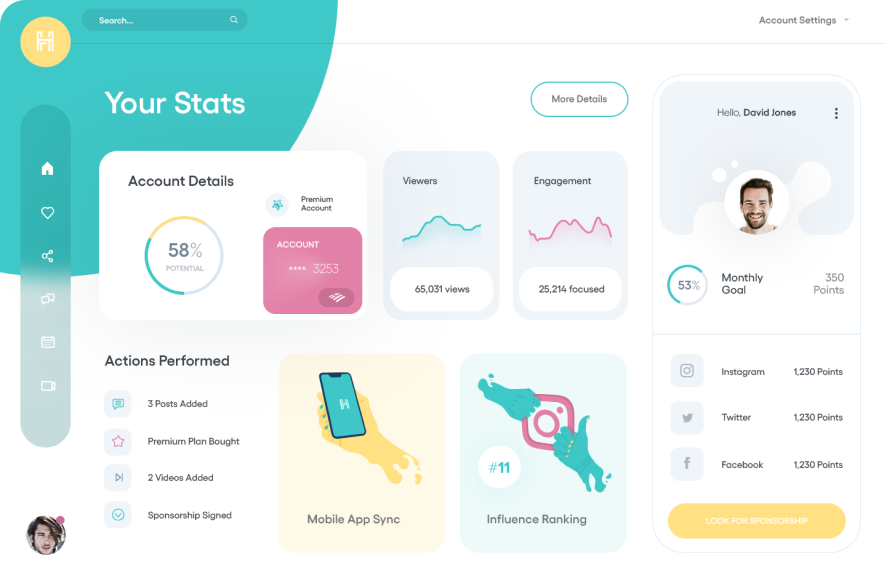 Search...
Account Settings
H
Your Stats
More Details
Hello, David Jones
Account Details
Premium
Account
58%
POTENTIAL
ACCOUNT
**** 3253
Viewers
65,031 views
Engagement
25,214 focused
53%
Monthly
Goal
350
Points
Actions Performed
3 Posts Added
Premium Plan Bought
2 Videos Added
Sponsorship Signed
H
Mobile App Sync
#11
Influence Ranking
Instagram
1,230 Points
Twitter
1,230 Points
Facebook
1,230 Points
LOOK FOR SPONSORSHIP